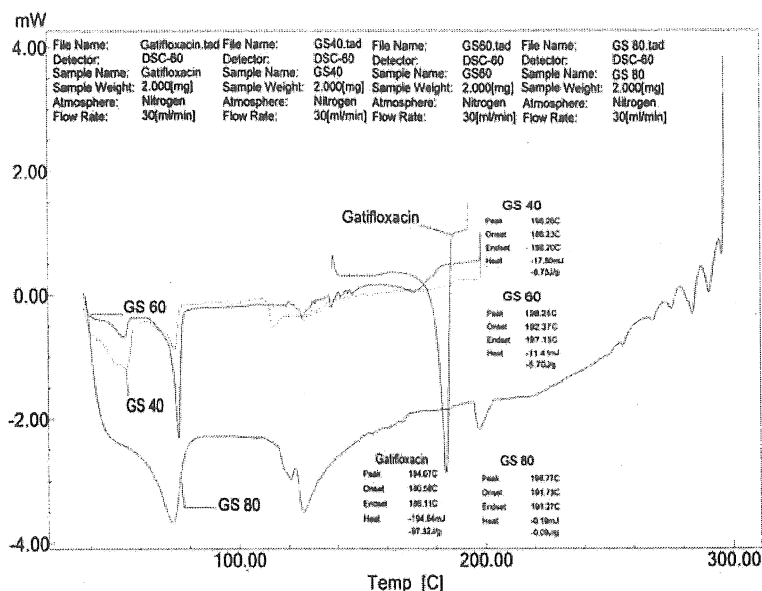 mW
4.00
File Name: Gatifloxacin.tad File Name: GS40.tad File Name: GS60.tad File Name: GS 80.tad
Detector: DSC-60 Detector: DSC-60 Detector: DSC-60 Detector: DSC-60
Sample Name: Gatifloxacin Sample Name: GS40 Sample Name: GS60 Sample Name: GS 80
Sample Weight: 2.000[mg] Sample Weight: 2.000[mg] Sample Weight: 2.000[mg] Sample Weight: 2.000[mg]
Atmosphere: Nitrogen Atmosphere: Nitrogen Atmosphere: Nitrogen Atmosphere: Nitrogen
Flow Rate: 30[ml/min] Flow Rate: 30[ml/min] Flow Rate: 30[ml/min] Flow Rate: 30[ml/min]
2.00
Gatifloxacin
GS 40
Peak
Onset
Endset
Heat
0.00
GS 60
GS 60
Peak
Onset
Endset
Heat
GS 40
-2.00
Gatifloxacin
Peak
Onset
Endset
Heat
GS 80
Peak
Onset
Endset
Heat
GS 80
-4.00
100.00 200.00 300.00
Temp [C]